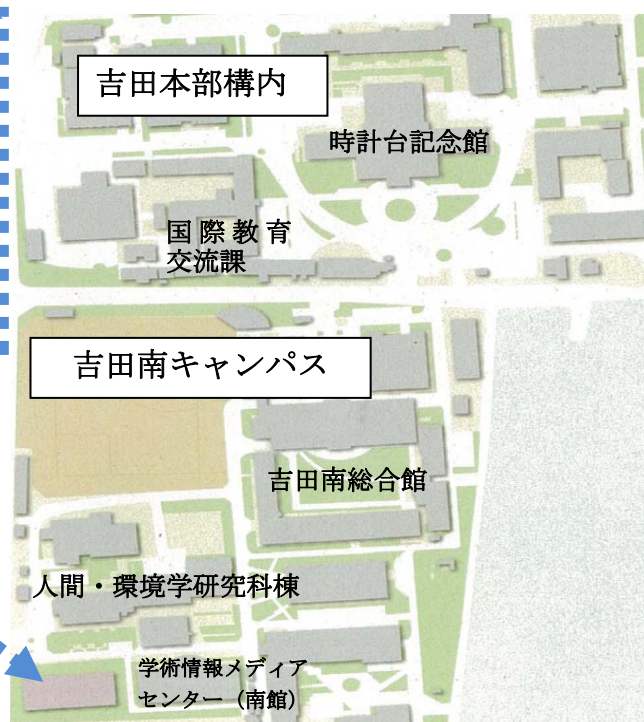 吉田本部構内
時計台記念館
国際教育
交流課
吉田南キャンパス
吉田南総合館
人間・環境学研究科棟
学術情報メディア
センター（南館）